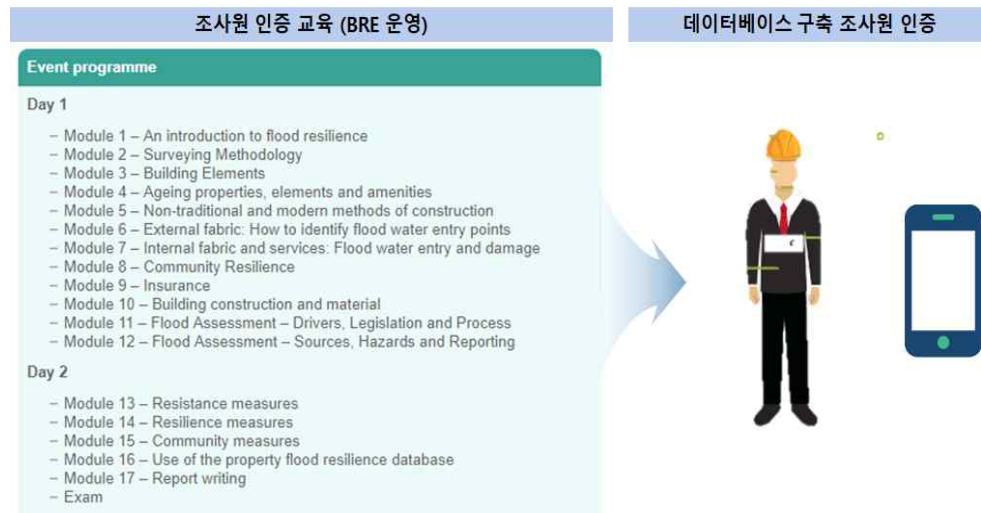 조사원 인증 교육 (BRE 운영)
데이터베이스 구축 조사원 인증
Event programme
Day 1
– Module 1 – An introduction to flood resilience
– Module 2 – Surveying Methodology
– Module 3 – Building Elements
– Module 4 – Ageing properties, elements and amenities
– Module 5 – Non-traditional and modern methods of construction
– Module 6 – External fabric: How to identify flood water entry points
– Module 7 – Internal fabric and services: Flood water entry and damage
– Module 8 – Community Resilience
– Module 9 – Insurance
– Module 10 – Building construction and material
– Module 11 – Flood Assessment – Drivers, Legislation and Process
– Module 12 – Flood Assessment – Sources, Hazards and Reporting
Day 2
– Module 13 – Resistance measures
– Module 14 – Resilience measures
– Module 15 – Community measures
– Module 16 – Use of the property flood resilience database
– Module 17 – Report writing
– Exam